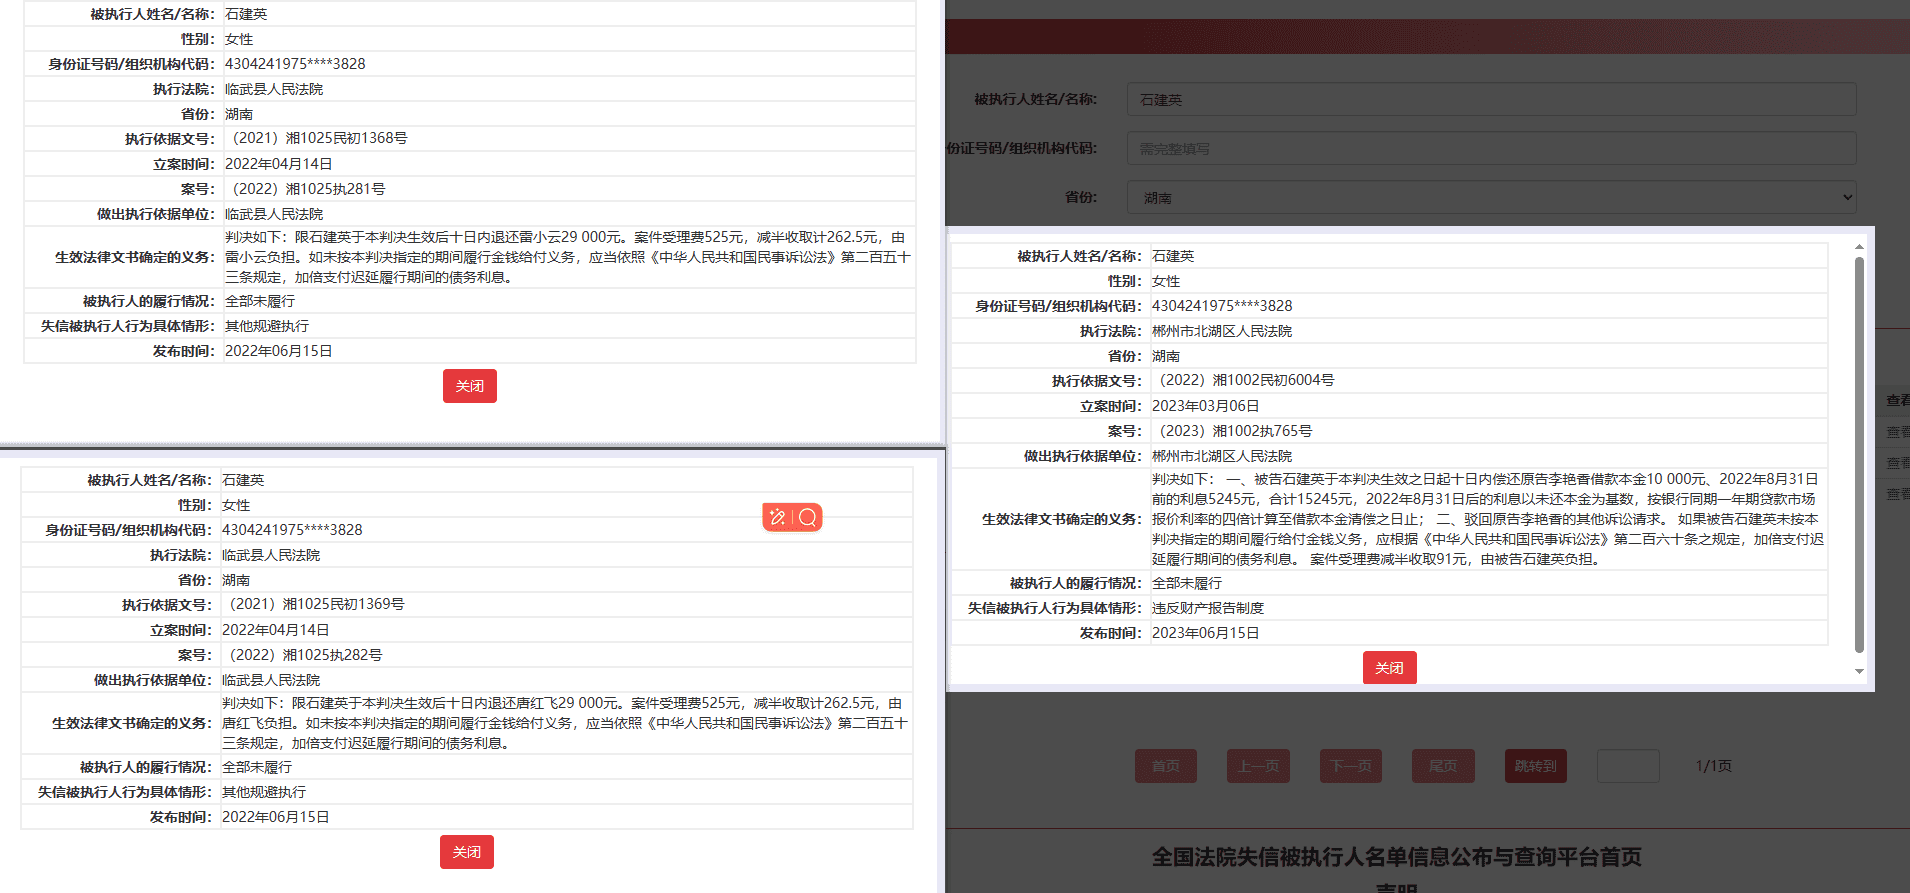 被执行人姓名/名称： 石建英
性别： 女性
身份证号码/组织机构代码： 4304241975****3828
执行法院： 临武县人民法院
省份： 湖南
执行依据文号： （2021）湘1025民初1368号
立案时间： 2022年04月14日
案号： （2022）湘1025执281号
做出执行依据单位： 临武县人民法院
生效法律文书确定的义务： 判决如下：限石建英于本判决生效后十日内退还雷小云29 000元。案件受理费525元，减半收取计262.5元，由
雷小云负担。如未按本判决指定的期间履行金钱给付义务，应当依照《中华人民共和国民事诉讼法》第二百五十
三条规定，加倍支付迟延履行期间的债务利息。
被执行人的履行情况： 全部未履行
失信被执行人行为具体情形： 其他规避执行
发布时间： 2022年06月15日
关闭
被执行人姓名/名称： 石建英
性别： 女性
身份证号码/组织机构代码： 4304241975****3828
执行法院： 临武县人民法院
省份： 湖南
执行依据文号： （2021）湘1025民初1369号
立案时间： 2022年04月14日
案号： （2022）湘1025执282号
做出执行依据单位： 临武县人民法院
生效法律文书确定的义务： 判决如下：限石建英于本判决生效后十日内退还唐红飞29 000元。案件受理费525元，减半收取计262.5元，由
唐红飞负担。如未按本判决指定的期间履行金钱给付义务，应当依照《中华人民共和国民事诉讼法》第二百五十
三条规定，加倍支付迟延履行期间的债务利息。
被执行人的履行情况： 全部未履行
失信被执行人行为具体情形： 其他规避执行
发布时间： 2022年06月15日
关闭
被执行人姓名/名称: 石建英
份证号码/组织机构代码: 需完整填写
省份: 湖南
被执行人姓名/名称： 石建英
性别： 女性
身份证号码/组织机构代码： 4304241975****3828
执行法院： 郴州市北湖区人民法院
省份： 湖南
执行依据文号： （2022）湘1002民初6004号
立案时间： 2023年03月06日
案号： （2023）湘1002执765号
做出执行依据单位： 郴州市北湖区人民法院
生效法律文书确定的义务： 判决如下： 一、被告石建英于本判决生效之日起十日内偿还原告李艳香借款本金10 000元、2022年8月31日
前的利息5245元，合计15245元，2022年8月31日后的利息以未还本金为基数，按银行同期一年期贷款市场
报价利率的四倍计算至借款本金清偿之日止； 二、驳回原告李艳香的其他诉讼请求。 如果被告石建英未按本
判决指定的期间履行给付金钱义务，应根据《中华人民共和国民事诉讼法》第二百六十条之规定，加倍支付迟
延履行期间的债务利息。 案件受理费减半收取91元，由被告石建英负担。
被执行人的履行情况： 全部未履行
失信被执行人行为具体情形： 违反财产报告制度
发布时间： 2023年06月15日
关闭
查看
查看
查看
查看
首页 上一页 下一页 尾页 跳转到 1/1页
全国法院失信被执行人名单信息公布与查询平台首页
声明